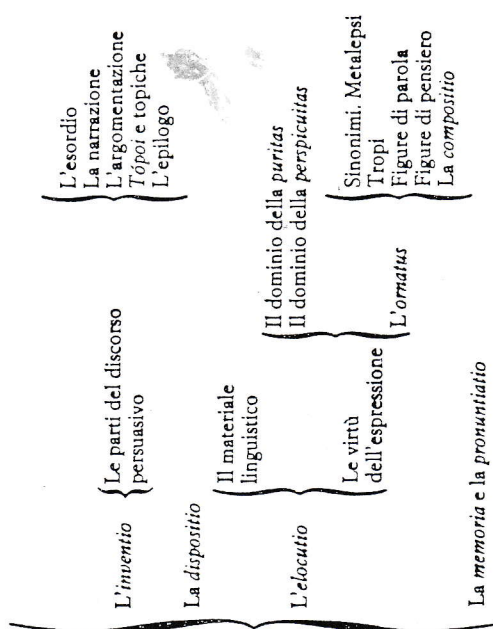 L'inventio
Le parti del discorso
persuasivo
L'esordio
La narrazione
L'argomentazione
Tópoi e topiche
L'epilogo
La dispositio
L'elocutio
Il materiale
linguistico
Le virtù
dell'espressione
Il dominio della puritas
Il dominio della perspicuitas
L'ornatus
Sinonimi. Metalepsi
Tropi
Figure di parola
Figure di pensiero
La compositio
La memoria e la pronuntiatio